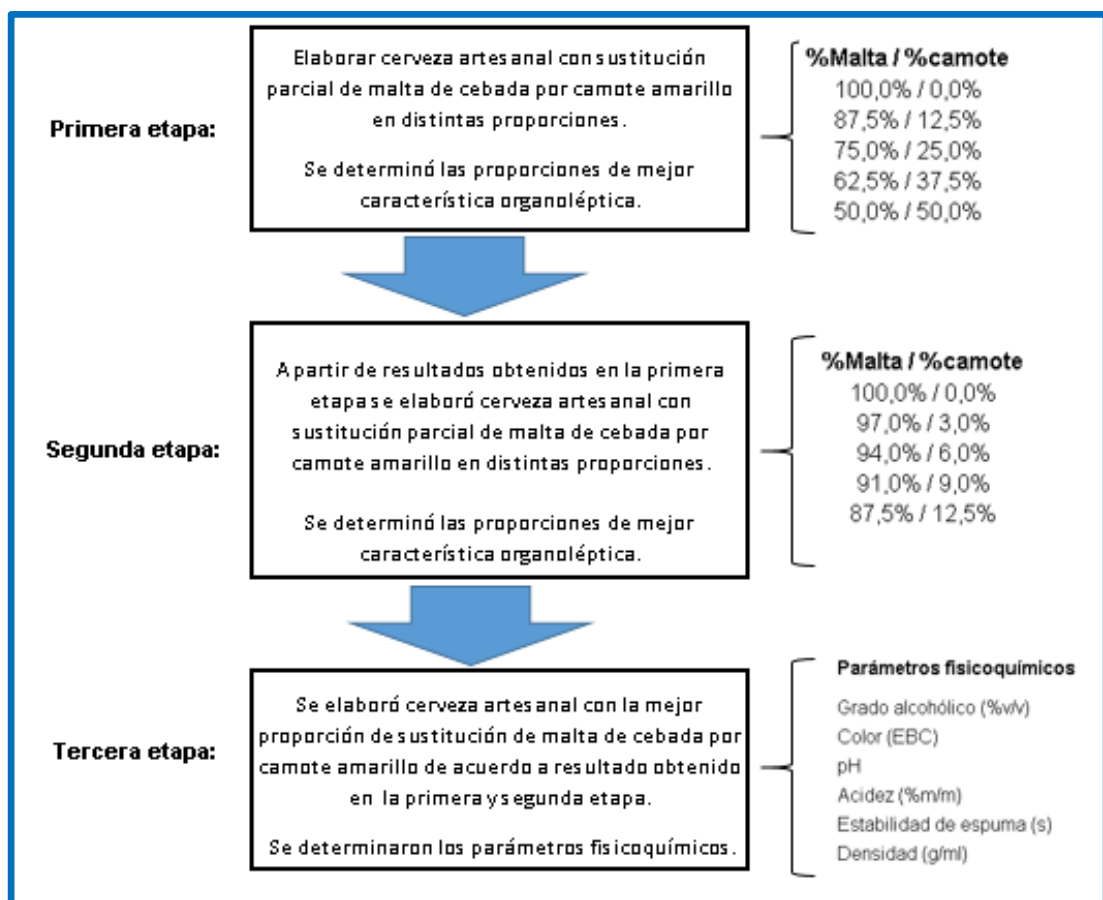 Primera etapa:
Elaborar cerveza artesanal con sustitución
parcial de malta de cebada por camote amarillo
en distintas proporciones.
Se determinó las proporciones de mejor
característica organoléptica.
%Malta / %camote
100,0% / 0,0%
87,5% / 12,5%
75,0% / 25,0%
62,5% / 37,5%
50,0% / 50,0%
Segunda etapa:
A partir de resultados obtenidos en la primera
etapa se elaboró cerveza artesanal con
sustitución parcial de malta de cebada por
camote amarillo en distintas proporciones.
Se determinó las proporciones de mejor
característica organoléptica.
%Malta / %camote
100,0% / 0,0%
97,0% / 3,0%
94,0% / 6,0%
91,0% / 9,0%
87,5% / 12,5%
Tercera etapa:
Se elaboró cerveza artesanal con la mejor
proporción de sustitución de malta de cebada por
camote amarillo de acuerdo a resultado obtenido
en la primera y segunda etapa.
Se determinaron los parámetros fisicoquímicos.
Parámetros fisicoquímicos
Grado alcohólico (%v/v)
Color (EBC)
pH
Acidez (%m/m)
Estabilidad de espuma (s)
Densidad (g/ml)